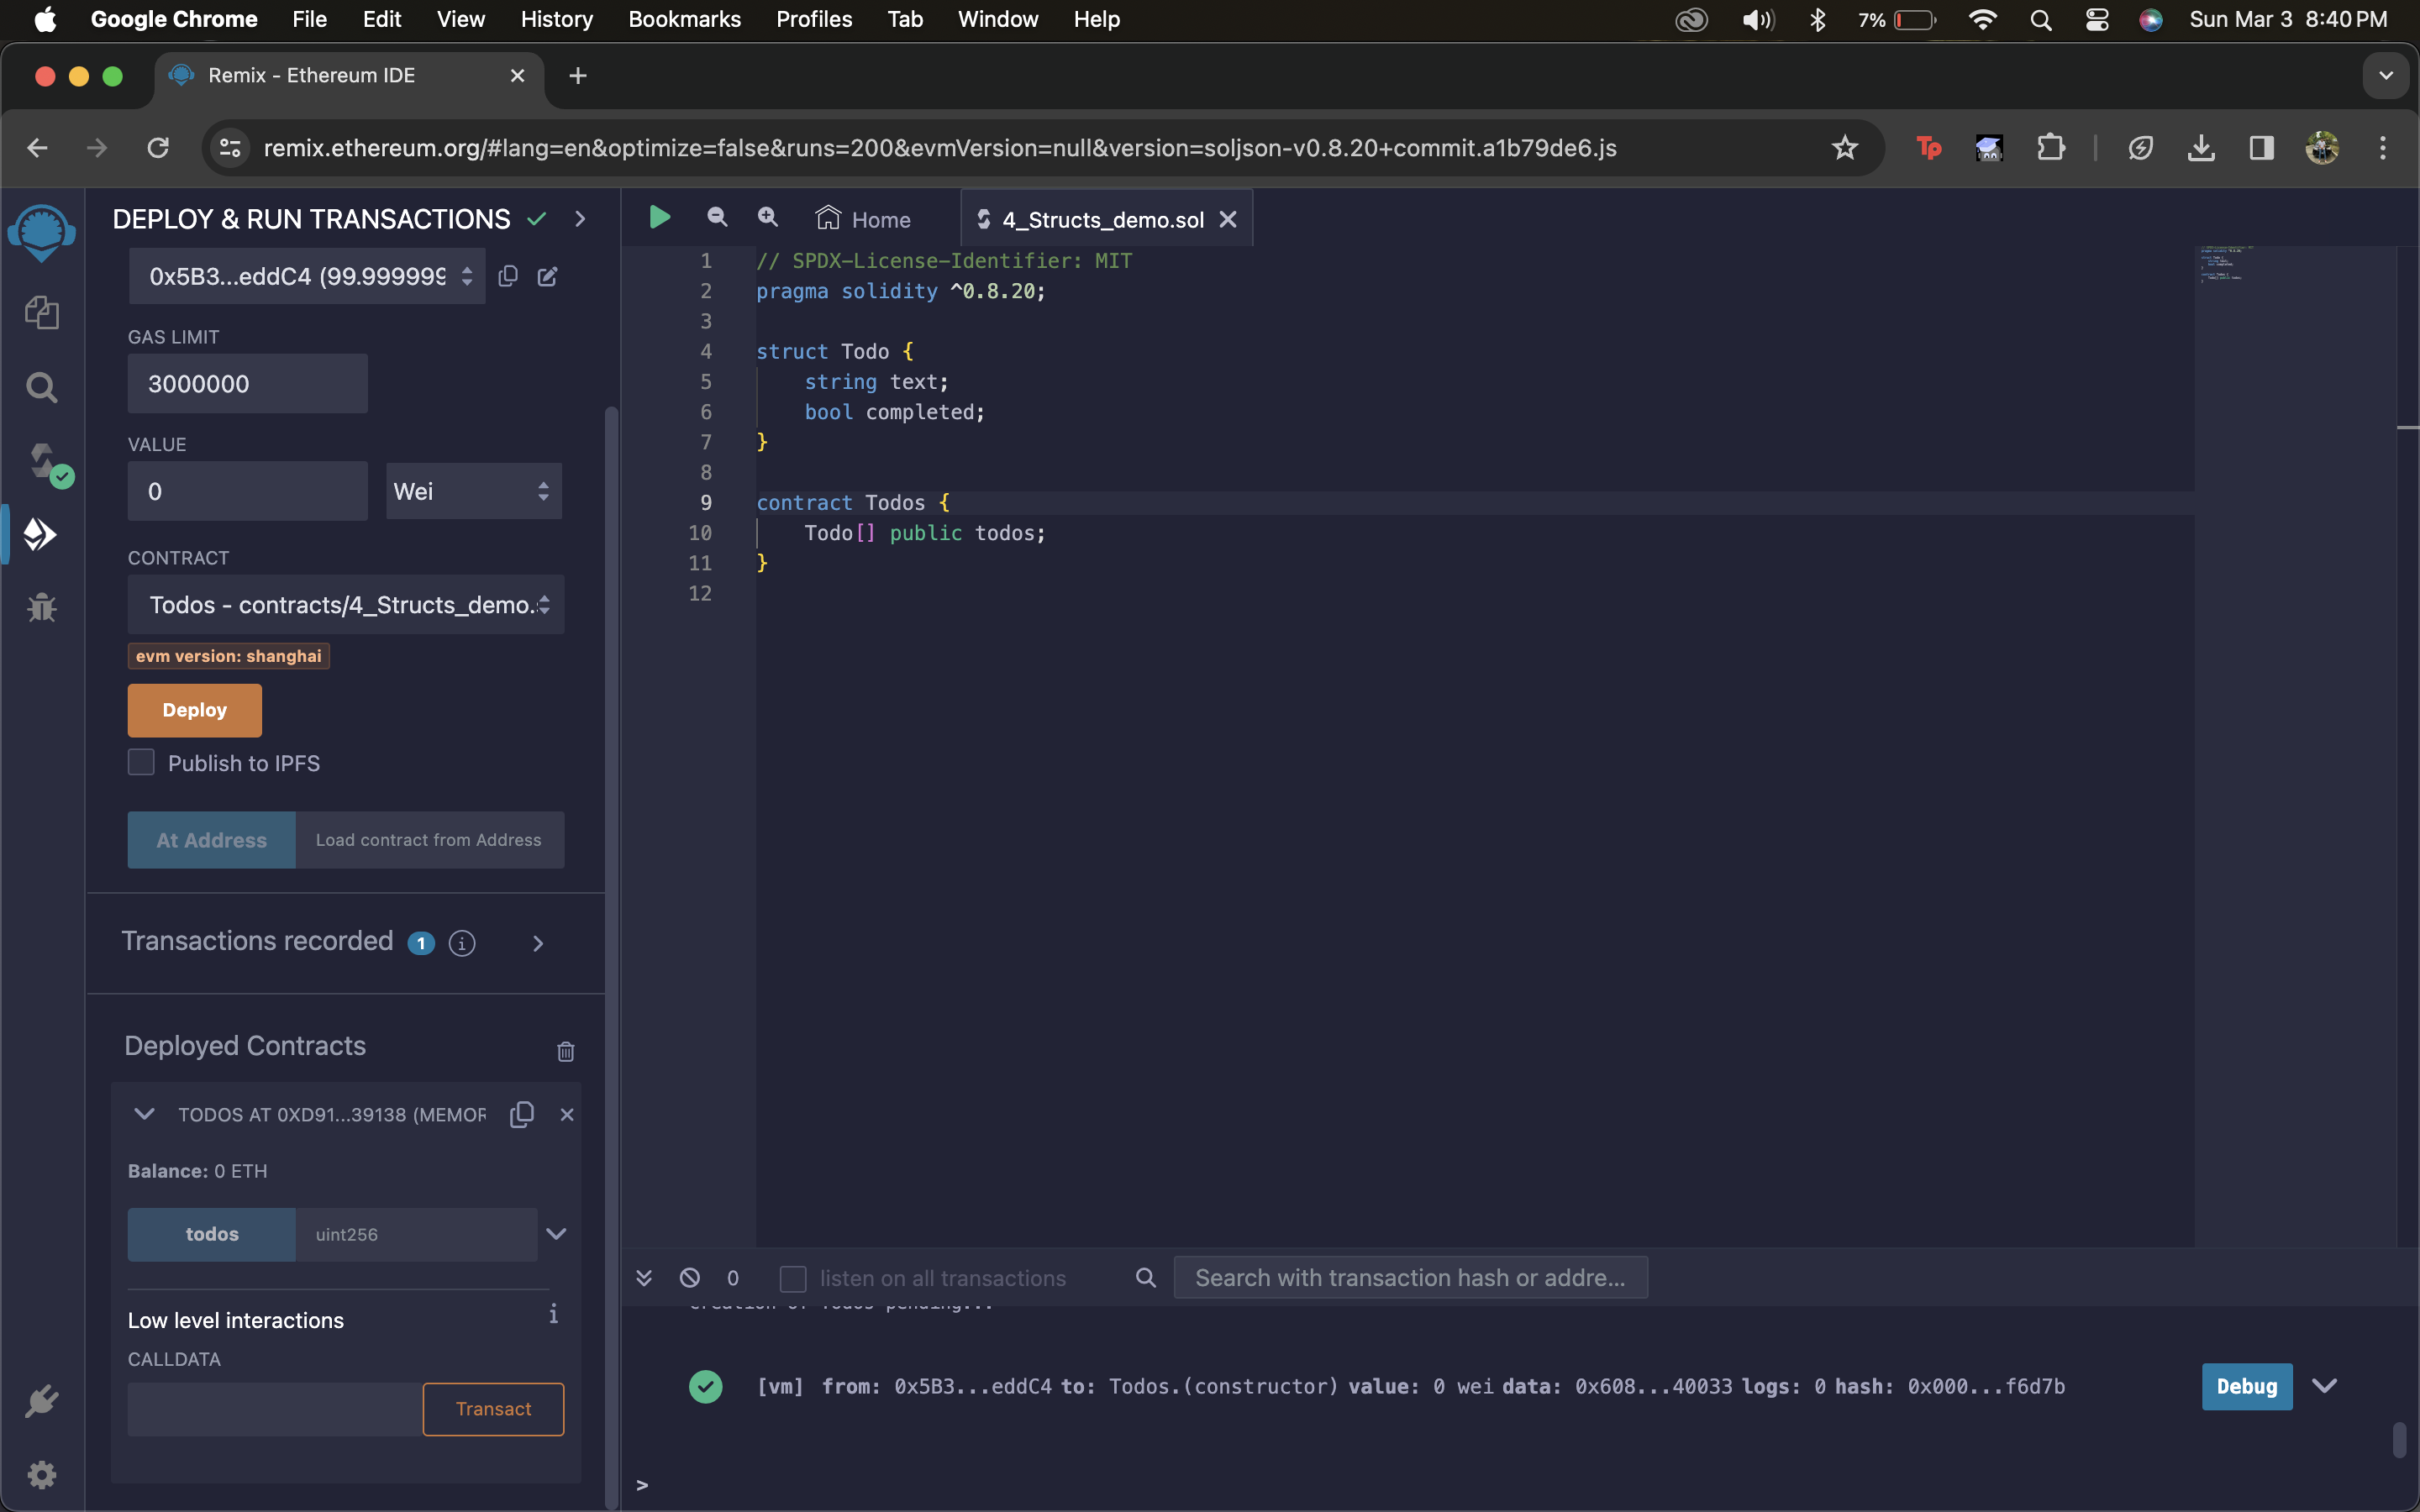 Google Chrome File Edit View History Bookmarks Profiles Tab Window Help 7% Sun Mar 3 8:40 PM
Remix - Ethereum IDE
remix.ethereum.org/#lang=en&optimize=false&runs=200&evmVersion=null&version=soljson-v0.8.20+commit.a1b79de6.js
Tp
DEPLOY & RUN TRANSACTIONS
0x5B3...eddC4 (99.999999
GAS LIMIT
3000000
VALUE
0
Wei
CONTRACT
Todos - contracts/4_Structs_demo.
evm version: shanghai
Deploy
Publish to IPFS
At Address
Load contract from Address
Transactions recorded 1
Deployed Contracts
TODOS AT 0XD91...39138 (MEMOR
Balance: 0 ETH
todos
uint256
Low level interactions
CALLDATA
Transact
Home
4_Structs_demo.sol
1 // SPDX-License-Identifier: MIT
2 pragma solidity ^0.8.20;
3
4 struct Todo {
5 string text;
6 bool completed;
7 }
8
9 contract Todos {
10 Todo[] public todos;
11 }
12
0
listen on all transactions
Search with transaction hash or addre...
creation of Todos pending...
[vm] from: 0x5B3...eddC4 to: Todos.(constructor) value: 0 wei data: 0x608...40033 logs: 0 hash: 0x000...f6d7b
Debug
>